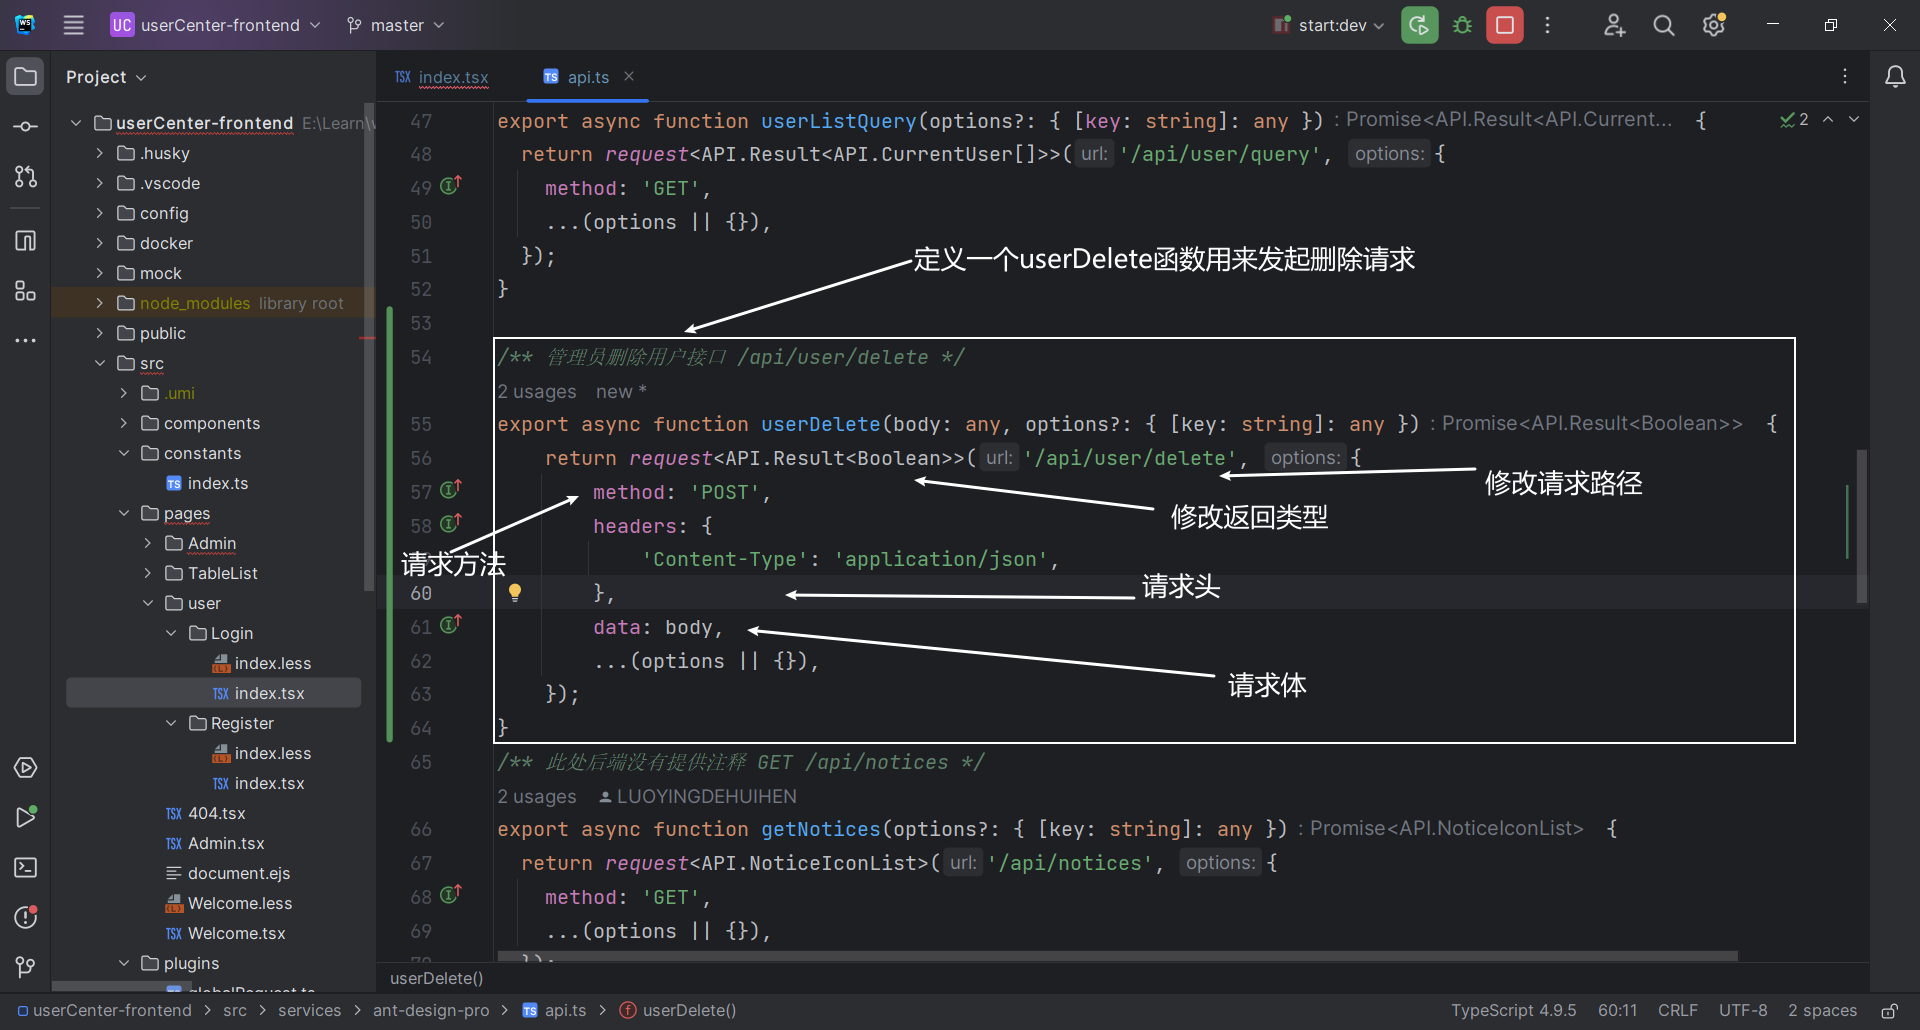 UC userCenter-frontend master start:dev
Project
userCenter-frontend E:\Learn\
.husky
.vscode
config
docker
mock
node_modules library root
public
src
.umi
components
constants
TS index.ts
pages
Admin
TableList
user
Login
index.less
TSX index.tsx
Register
index.less
TSX index.tsx
TSX 404.tsx
TSX Admin.tsx
document.ejs
Welcome.less
TSX Welcome.tsx
plugins
TSX index.tsx TS api.ts
47 export async function userListQuery(options?: { [key: string]: any }) : Promise<API.Result<API.Current... { 2
48 return request<API.Result<API.CurrentUser[]>>( url: '/api/user/query', options: {
49 method: 'GET',
50 ...(options || {}),
51 });
定义一个userDelete函数用来发起删除请求
52 }
53
54 /** 管理员删除用户接口 /api/user/delete */
2 usages new *
55 export async function userDelete(body: any, options?: { [key: string]: any }) : Promise<API.Result<Boolean>> {
56 return request<API.Result<Boolean>>( url: '/api/user/delete', options: {
修改请求路径
57 method: 'POST',
修改返回类型
58 headers: {
请求方法
'Content-Type': 'application/json',
请求头
60 },
61 data: body,
62 ...(options || {}),
请求体
63 });
64 }
65 /** 此处后端没有提供注释 GET /api/notices */
2 usages LUOYINGDEHUIHEN
66 export async function getNotices(options?: { [key: string]: any }) : Promise<API.NoticeIconList> {
67 return request<API.NoticeIconList>( url: '/api/notices', options: {
68 method: 'GET',
69 ...(options || {}),
userDelete()
userCenter-frontend > src > services > ant-design-pro > TS api.ts > f userDelete() TypeScript 4.9.5 60:11 CRLF UTF-8 2 spaces